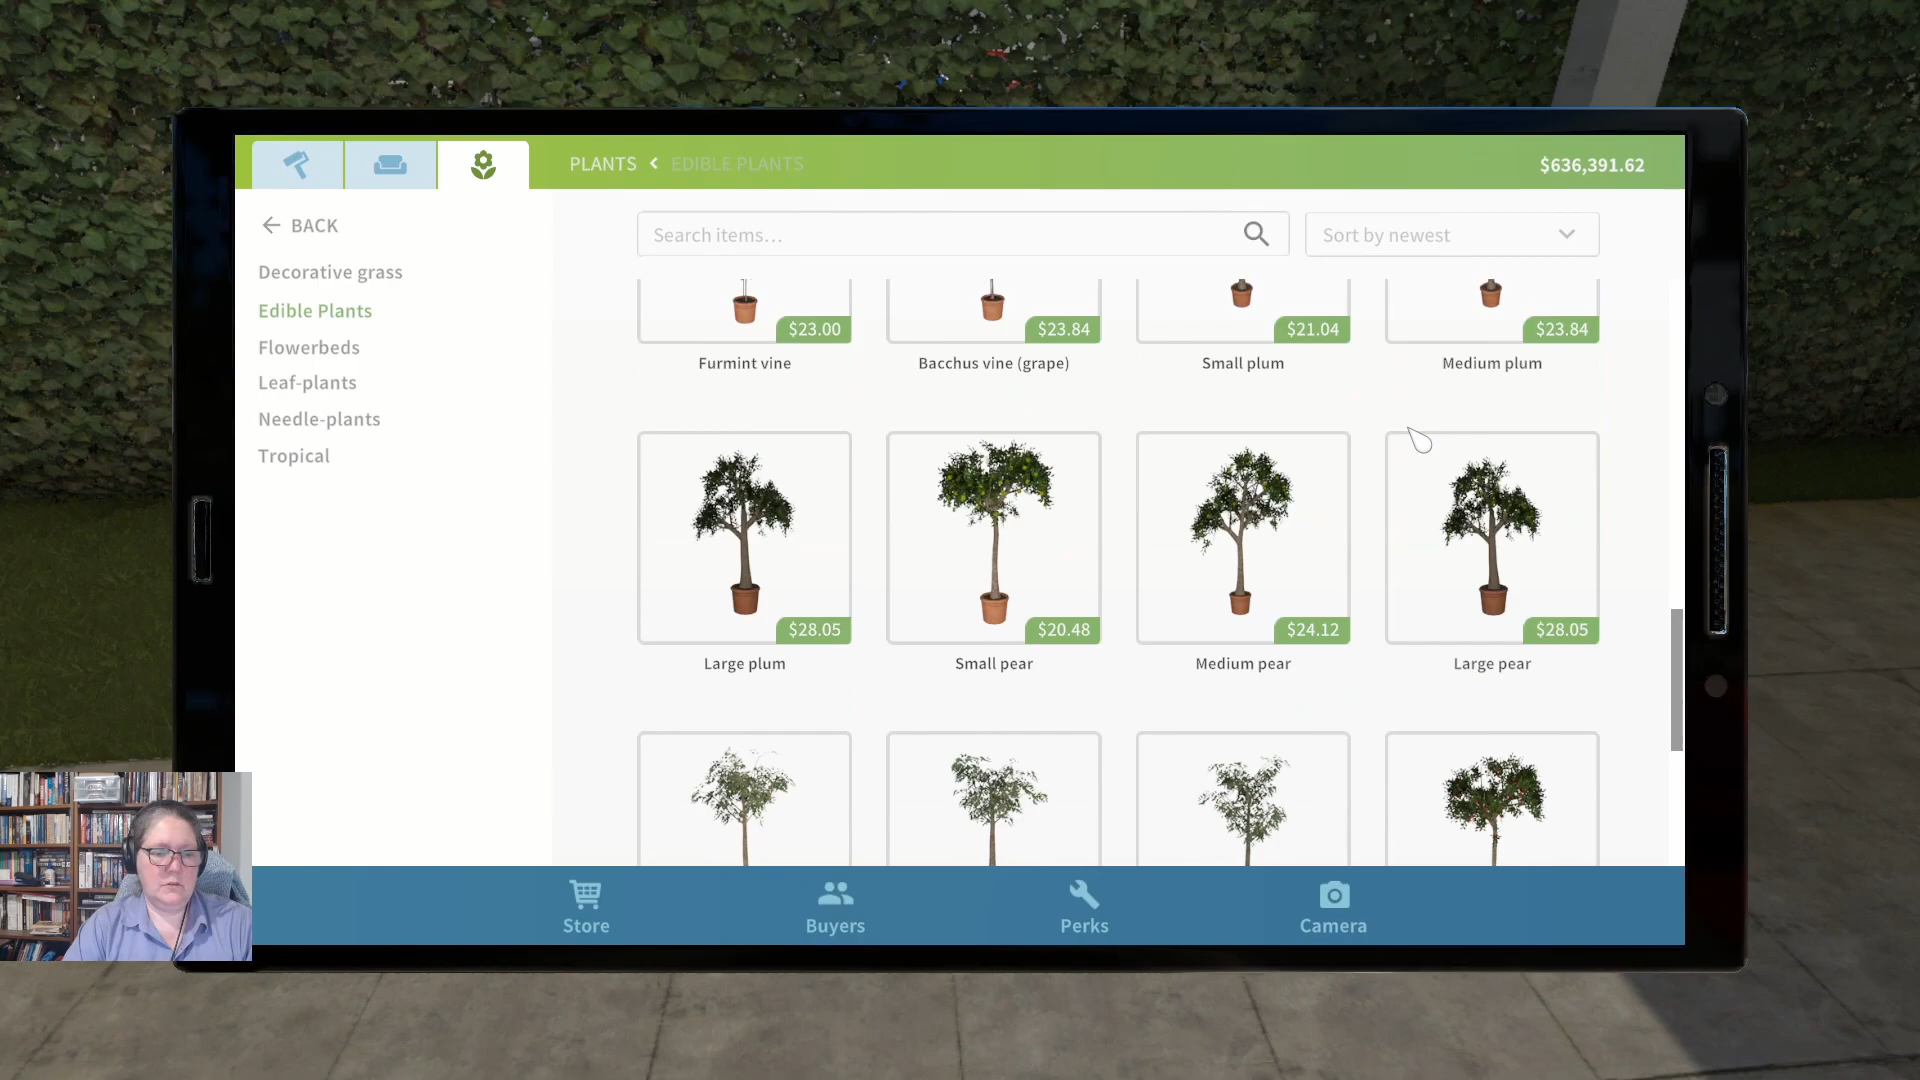 PLANTS
EDIBLE PLANTS
$636,391.62
BACK
Search items...
Sort by newest
Decorative grass
Edible Plants
Flowerbeds
Leaf-plants
Needle-plants
Tropical
$23.00
$23.84
$21.04
$23.84
Furmint vine
Bacchus vine (grape)
Small plum
Medium plum
$28.05
$20.48
$24.12
$28.05
Large plum
Small pear
Medium pear
Large pear
Store
Buyers
Perks
Camera